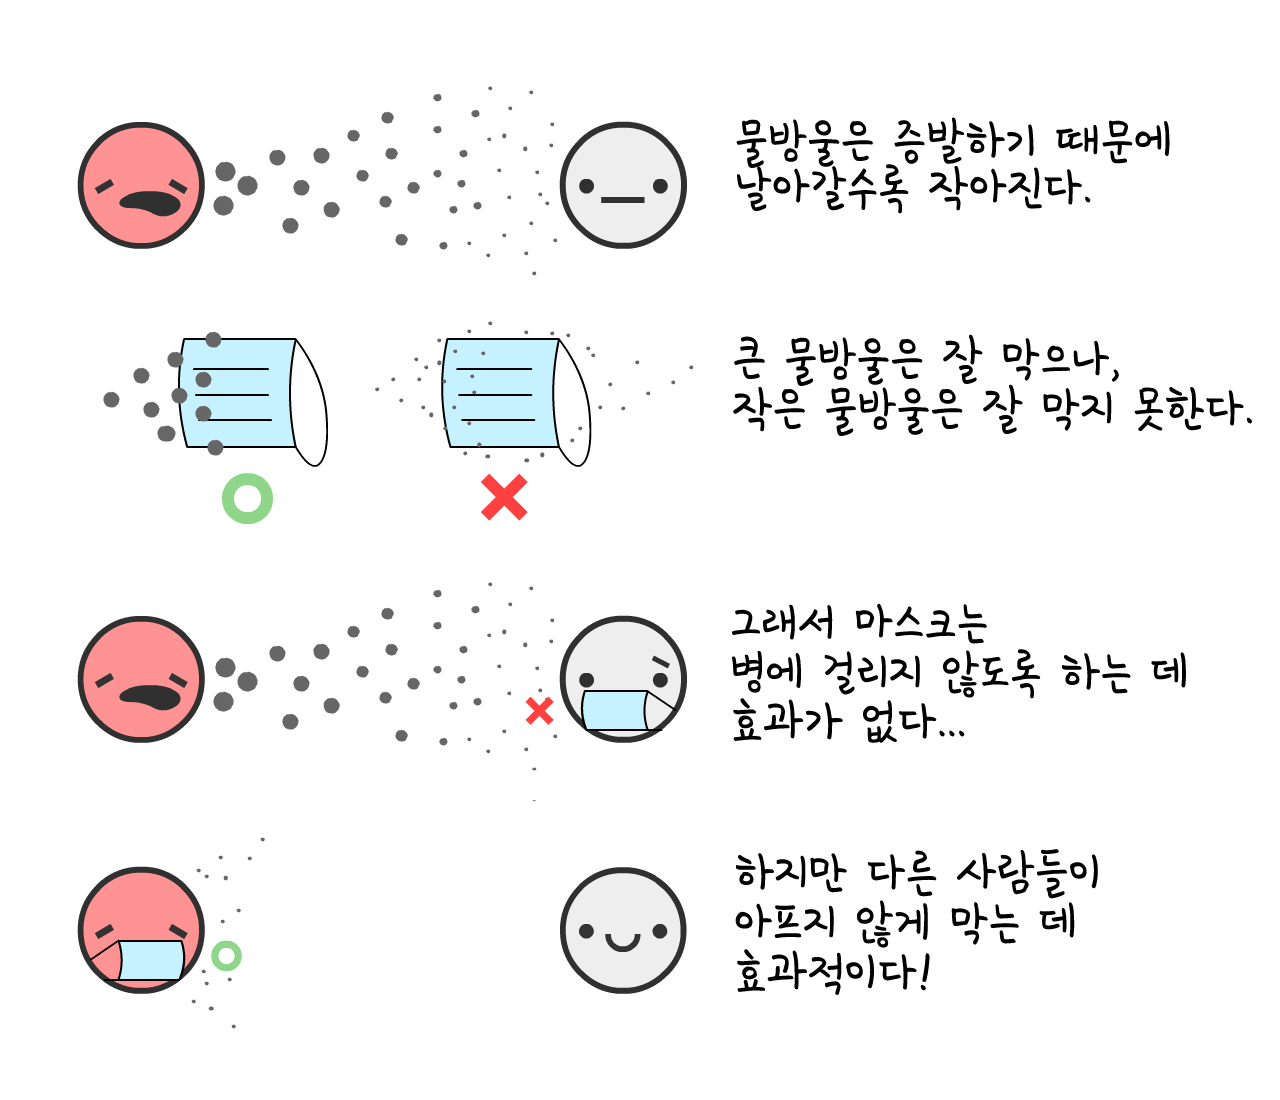 물방울은 증발하기 때문에
날아갈수록 작아진다.
큰 물방울은 잘 막으나,
작은 물방울은 잘 막지 못한다.
그래서 마스크는
병에 걸리지 않도록 하는 데
효과가 없다...
하지만 다른 사람들이
아프지 않게 막는 데
효과적이다!